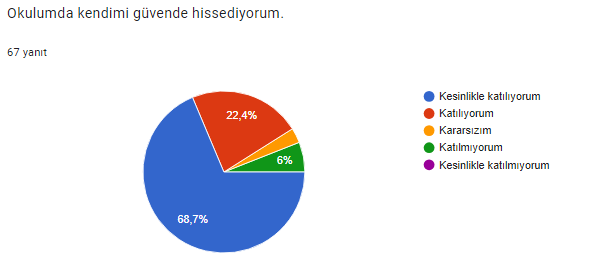 Okulumda kendimi güvende hissediyorum.
67 yanıt
Kesinlikle katılıyorum
Katılıyorum
Kararsızım
Katılmıyorum
Kesinlikle katılmıyorum
22,4%
6%
68,7%